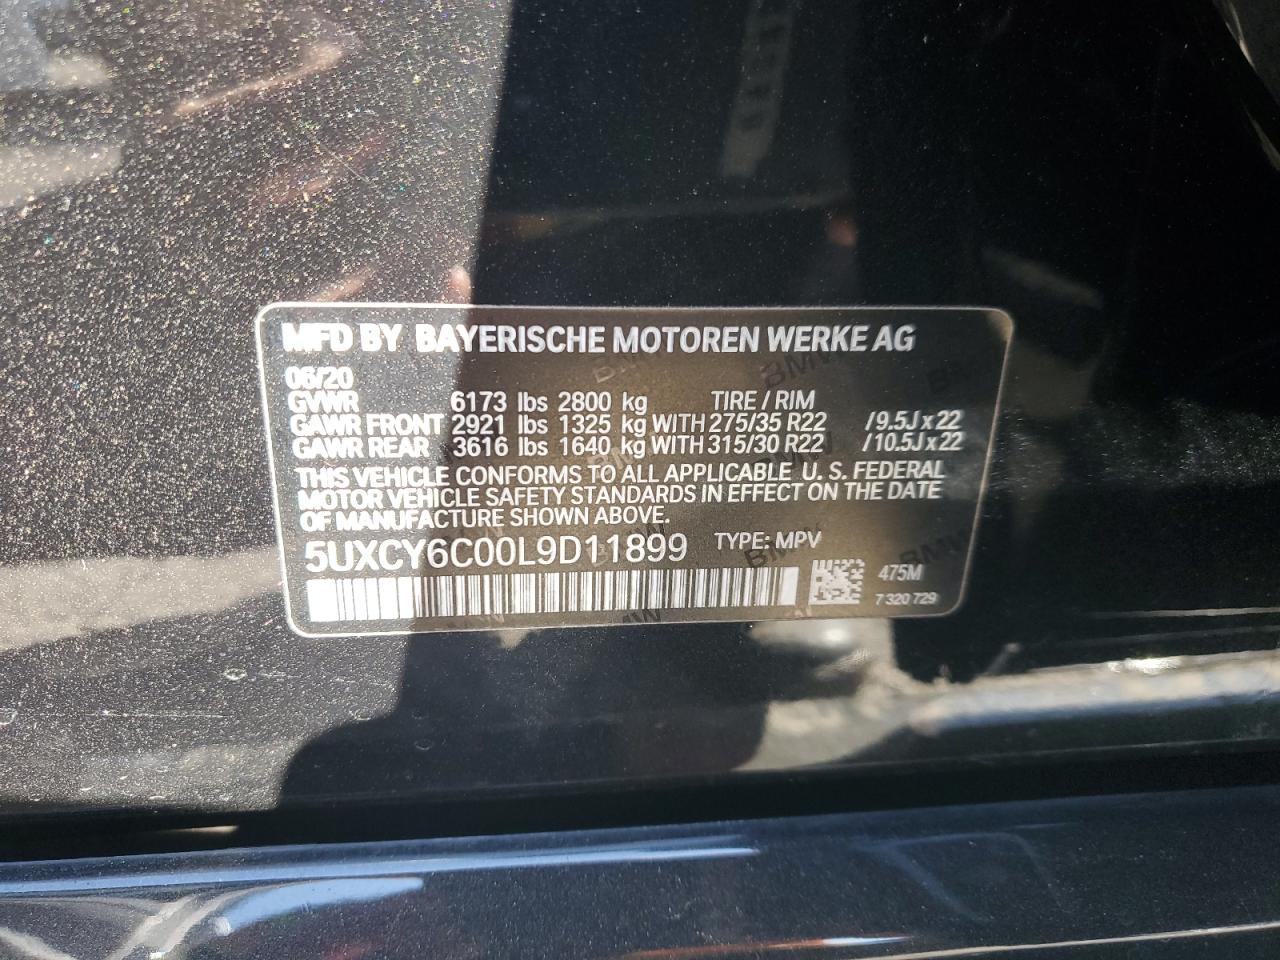 MFD BY BAYERISCHE MOTOREN WERKE AG
06/20
GVWR 6173 lbs 2800 kg TIRE / RIM
GAWR FRONT 2921 lbs 1325 kg WITH 275/35 R22 / 9.5J x 22
GAWR REAR 3616 lbs 1640 kg WITH 315/30 R22 / 10.5J x 22
THIS VEHICLE CONFORMS TO ALL APPLICABLE U. S. FEDERAL
MOTOR VEHICLE SAFETY STANDARDS IN EFFECT ON THE DATE
OF MANUFACTURE SHOWN ABOVE.
5UXCY6C00L9D11899 TYPE: MPV
475M
7 320 729